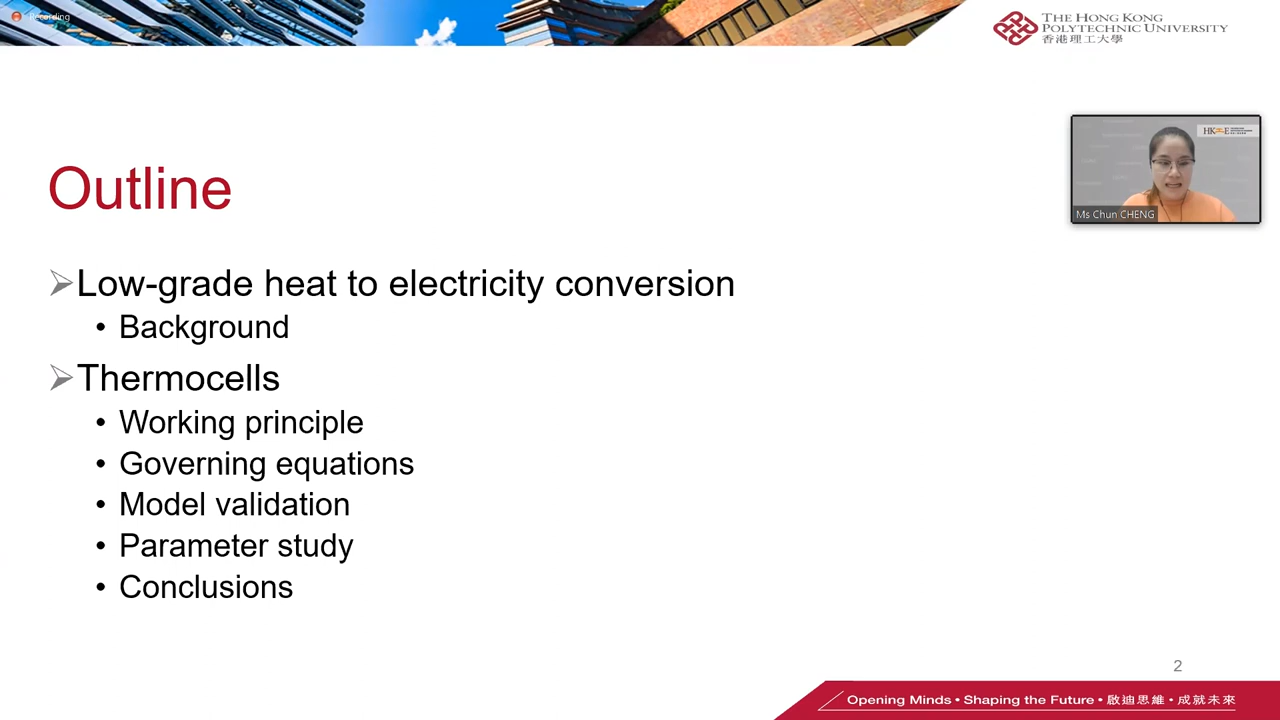 Recording
THE HONG KONG
POLYTECHNIC UNIVERSITY
香港理工大學
Ms Chun CHENG
Outline
Low-grade heat to electricity conversion
• Background
Thermocells
• Working principle
• Governing equations
• Model validation
• Parameter study
• Conclusions
2
Opening Minds • Shaping the Future • 啟迪思維 • 成就未來